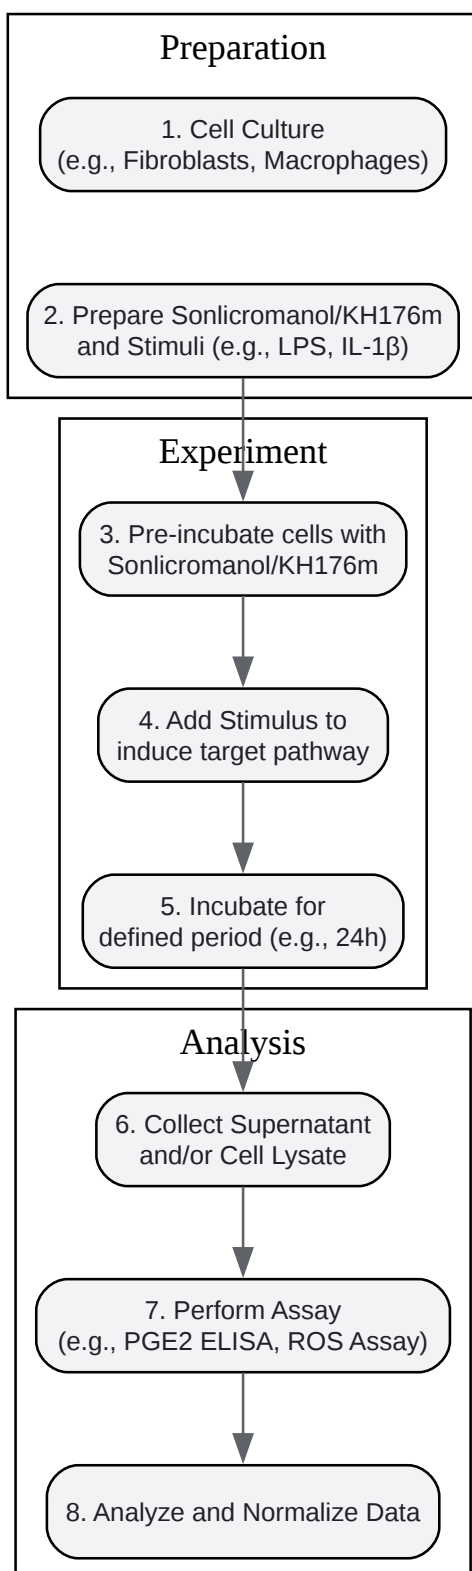 Preparation
1. Cell Culture
(e.g., Fibroblasts, Macrophages)
2. Prepare Sonlicromanol/KH176m
and Stimuli (e.g., LPS, IL-1β)
Experiment
3. Pre-incubate cells with
Sonlicromanol/KH176m
4. Add Stimulus to
induce target pathway
5. Incubate for
defined period (e.g., 24h)
Analysis
6. Collect Supernatant
and/or Cell Lysate
7. Perform Assay
(e.g., PGE2 ELISA, ROS Assay)
8. Analyze and Normalize Data